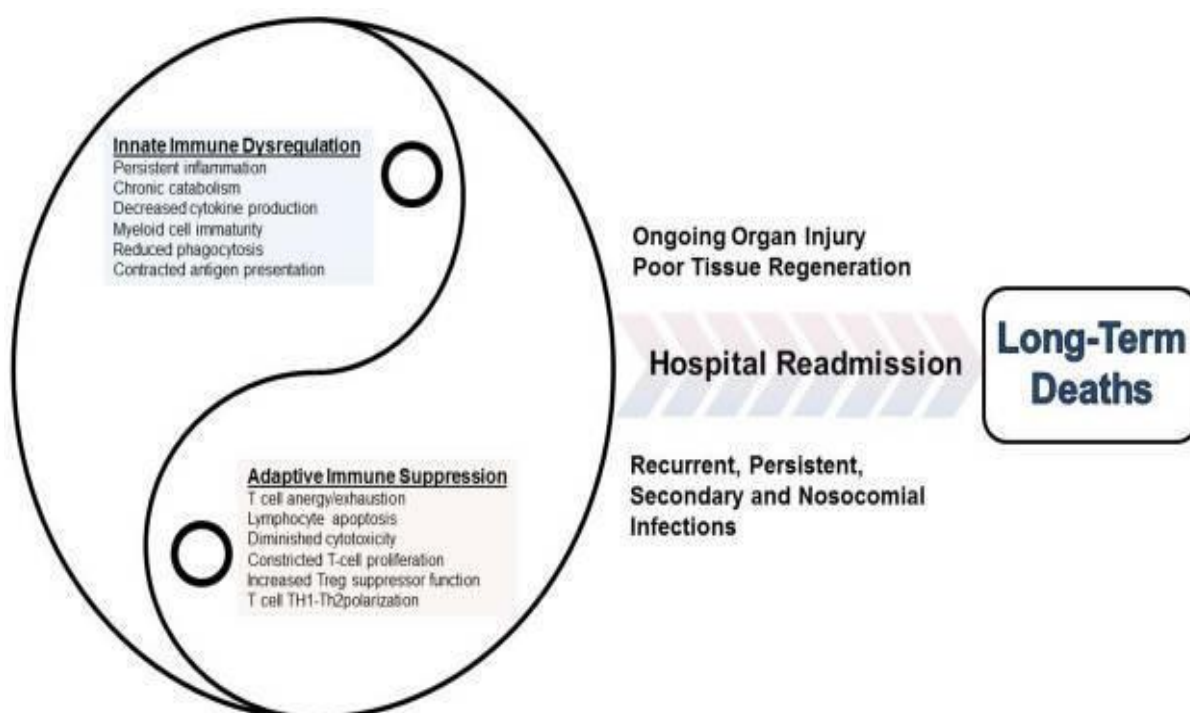 Innate Immune Dysregulation
Persistent inflammation
Chronic catabolism
Decreased cytokine production
Myeloid cell immaturity
Reduced phagocytosis
Contracted antigen presentation
Adaptive Immune Suppression
T cell anergy/exhaustion
Lymphocyte apoptosis
Diminished cytotoxicity
Constricted T-cell proliferation
Increased Treg suppressor function
T cell TH1-Th2polarization
Ongoing Organ Injury
Poor Tissue Regeneration
Hospital Readmission
Recurrent, Persistent,
Secondary and Nosocomial
Infections
Long-Term
Deaths